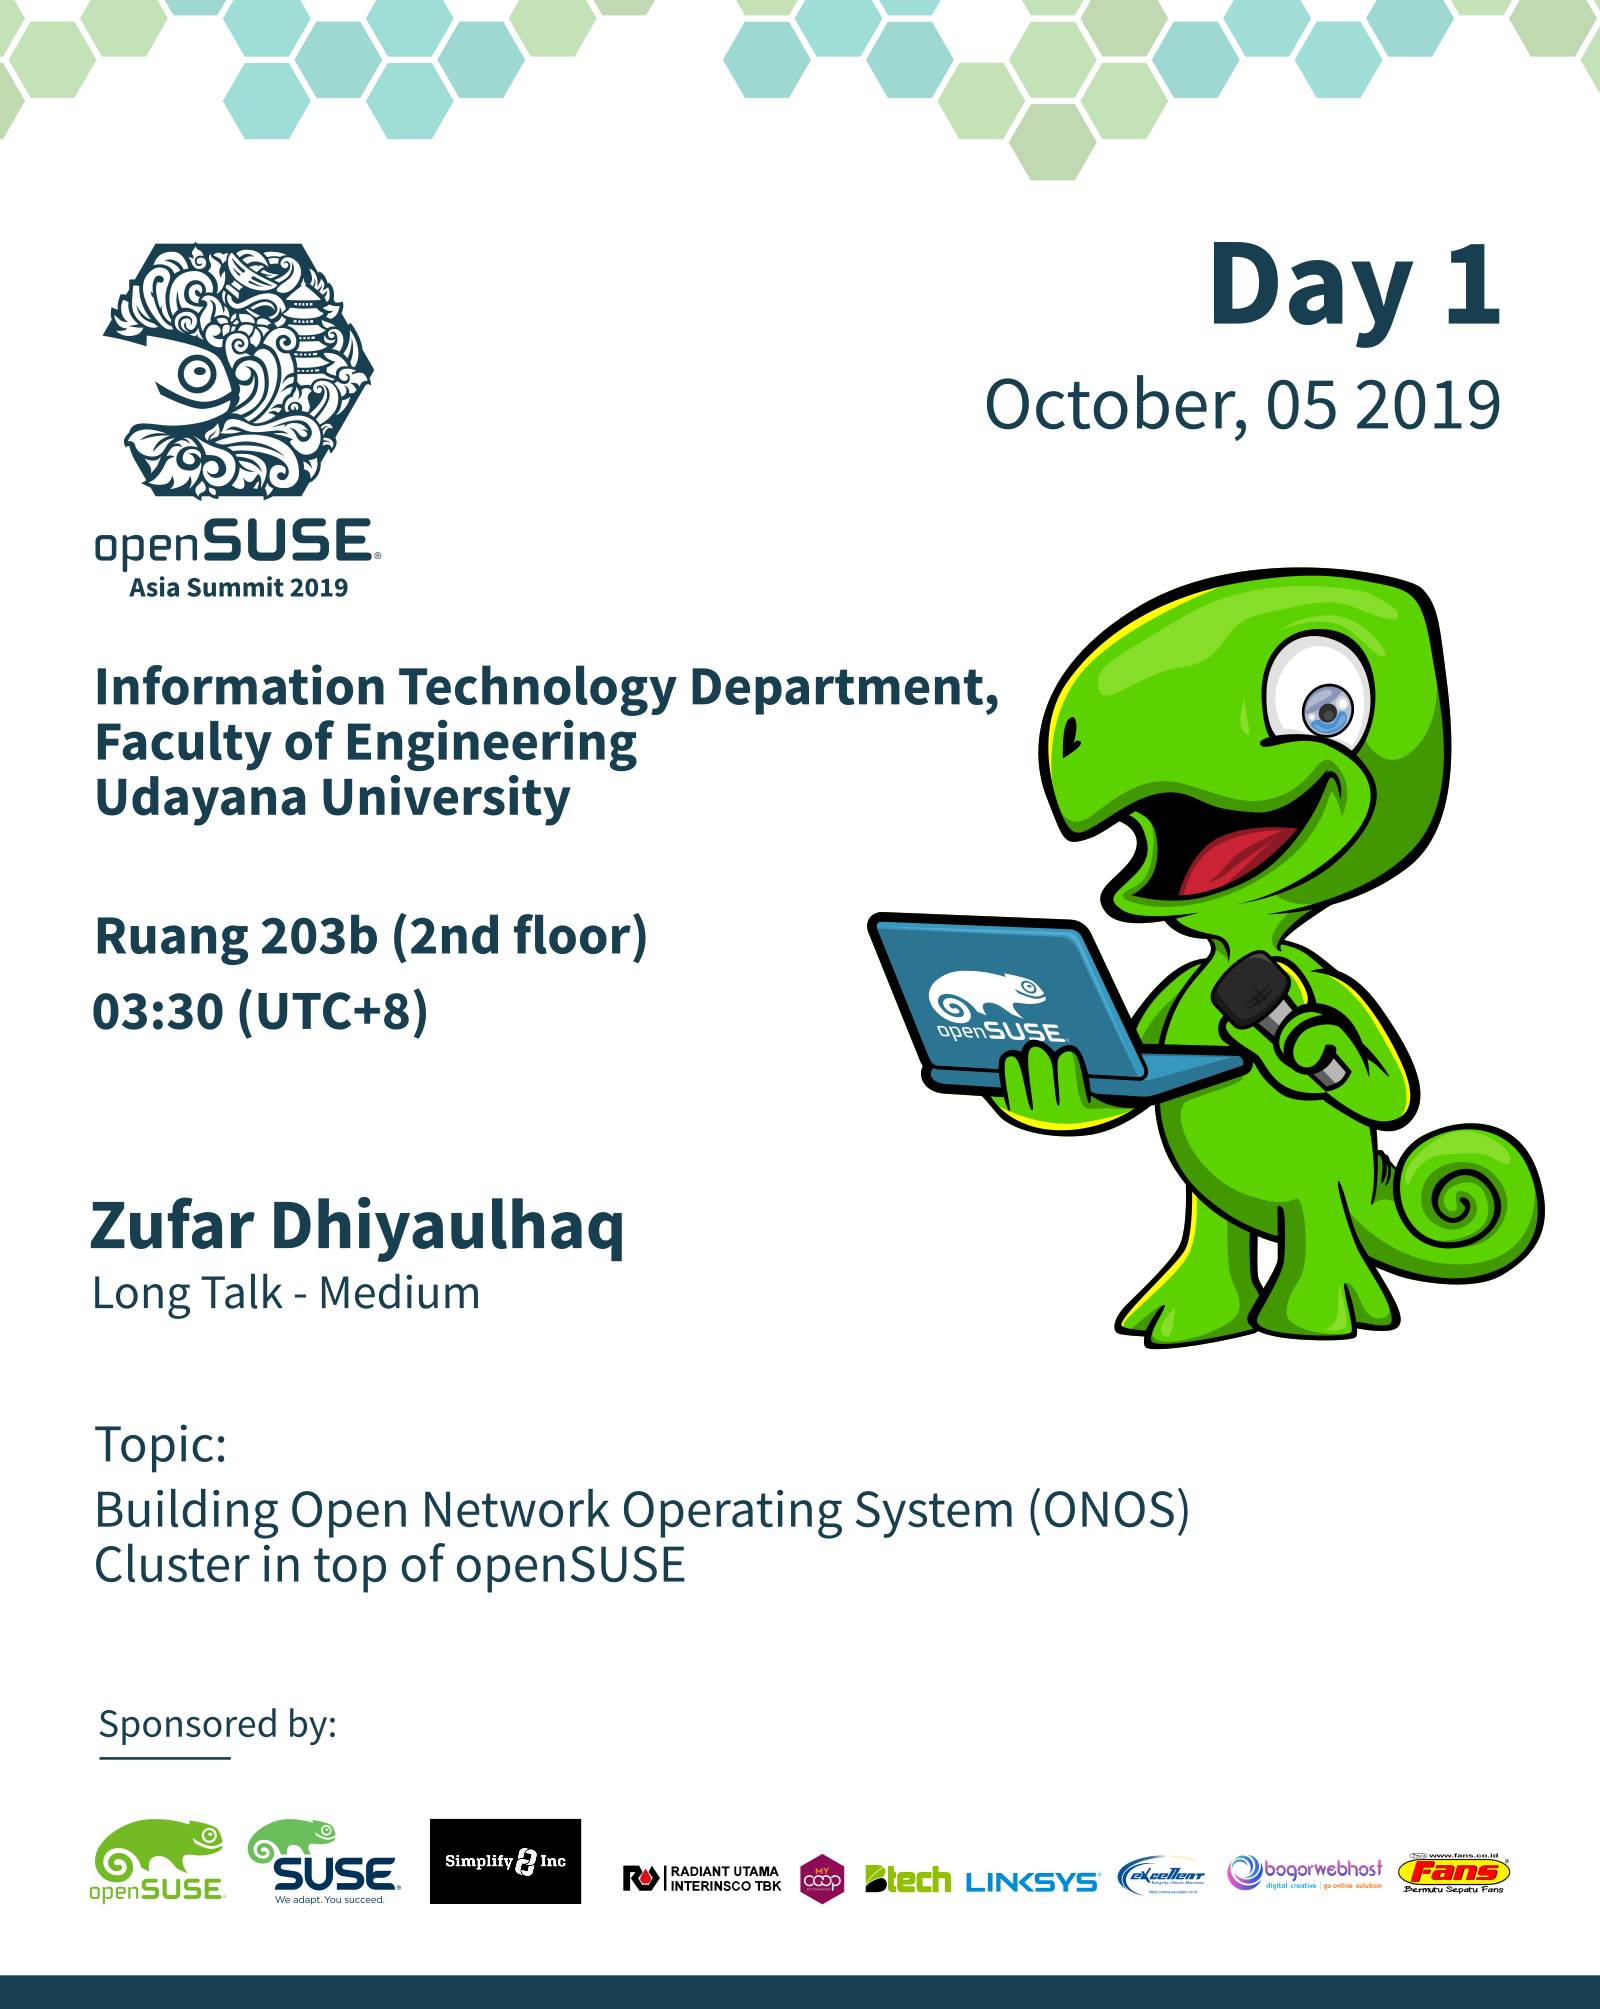 Day 1
October, 05 2019
openSUSE®
Asia Summit 2019
Information Technology Department,
Faculty of Engineering
Udayana University
Ruang 203b (2nd floor)
03:30 (UTC+8)
openSUSE
Zufar Dhiyaulhaq
Long Talk - Medium
Topic:
Building Open Network Operating System (ONOS)
Cluster in top of openSUSE
Sponsored by:
openSUSE
SUSE®
We adapt. You succeed.
Simplify Inc
RADIANT UTAMA
INTERINSCO TBK
MY
COOP
Btech
LINKSYS
eXcellenT
bogorwebhost
digital creative | go online solution
www.fans.co.id
Fans®
Bermutu Sepatu Fans